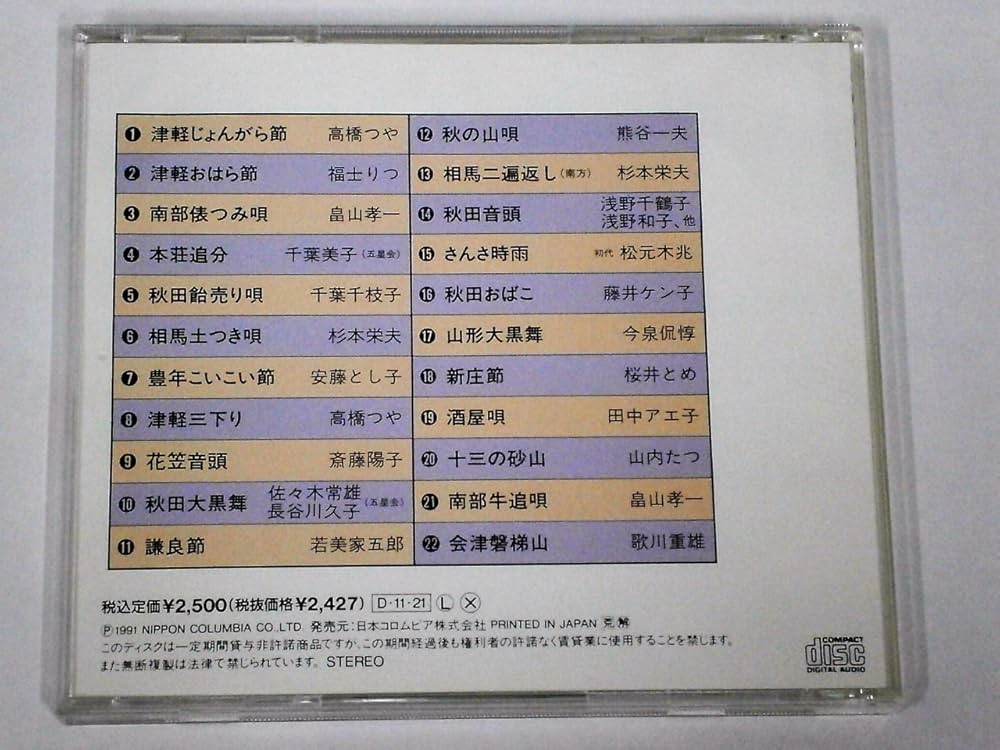 ❶ 津軽じょんがら節 高橋つや
❷ 津軽おはら節 福士りつ
❸ 南部俵つみ唄 畠山孝一
❹ 本荘追分 千葉美子(五星会)
❺ 秋田飴売り唄 千葉千枝子
❻ 相馬土つき唄 杉本栄夫
❼ 豊年こいこい節 安藤とし子
❽ 津軽三下り 高橋つや
❾ 花笠音頭 斎藤陽子
❿ 秋田大黒舞 佐々木常雄
長谷川久子 (五星会)
⓫ 謙良節 若美家五郎
⓬ 秋の山唄 熊谷一夫
⓭ 相馬二遍返し(南方) 杉本栄夫
⓮ 秋田音頭 浅野千鶴子
浅野和子、他
⓯ さんさ時雨 初代 松元木兆
⓰ 秋田おばこ 藤井ケン子
⓱ 山形大黒舞 今泉侃惇
⓲ 新庄節 桜井とめ
⓳ 酒屋唄 田中アエ子
⓴ 十三の砂山 山内たつ
㉑ 南部牛追唄 畠山孝一
㉒ 会津磐梯山 歌川重雄
税込定価¥2,500(税抜価格¥2,427) D・11・21 Ⓛ Ⓧ
Ⓟ1991 NIPPON COLUMBIA CO.,LTD. 発売元:日本コロムビア株式会社 PRINTED IN JAPAN
このディスクは一定期間貸与非許諾商品ですが、この期間経過後も権利者の許諾なく賃貸業に使用することを禁じます。
また無断複製は法律で禁じられています。 STEREO
COMPACT
disc
DIGITAL AUDIO